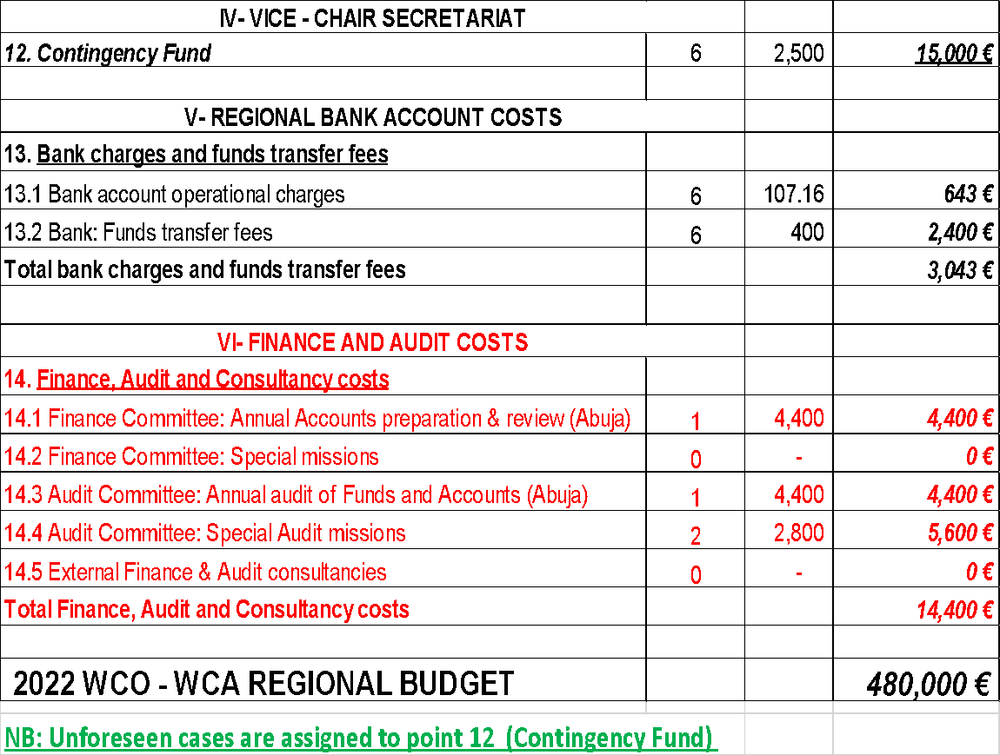 IV- VICE - CHAIR SECRETARIAT
12. Contingency Fund 6 2,500 15,000 €
V- REGIONAL BANK ACCOUNT COSTS
13. Bank charges and funds transfer fees
13.1 Bank account operational charges 6 107.16 643 €
13.2 Bank: Funds transfer fees 6 400 2,400 €
Total bank charges and funds transfer fees 3,043 €
VI- FINANCE AND AUDIT COSTS
14. Finance, Audit and Consultancy costs
14.1 Finance Committee: Annual Accounts preparation & review (Abuja) 1 4,400 4,400 €
14.2 Finance Committee: Special missions 0 - 0 €
14.3 Audit Committee: Annual audit of Funds and Accounts (Abuja) 1 4,400 4,400 €
14.4 Audit Committee: Special Audit missions 2 2,800 5,600 €
14.5 External Finance & Audit consultancies 0 - 0 €
Total Finance, Audit and Consultancy costs 14,400 €
2022 WCO - WCA REGIONAL BUDGET 480,000 €
NB: Unforeseen cases are assigned to point 12 (Contingency Fund)